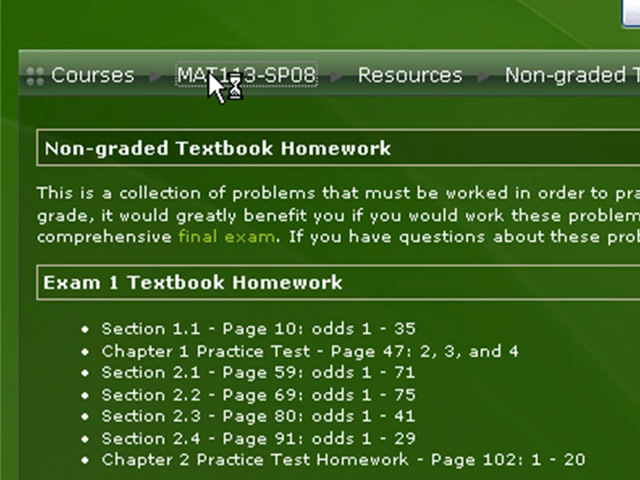 Courses MAT113-SP08 Resources Non-graded
Non-graded Textbook Homework
This is a collection of problems that must be worked in order to
grade, it would greatly benefit you if you would work these
comprehensive final exam. If you have questions about these
Exam 1 Textbook Homework
• Section 1.1 - Page 10: odds 1 - 35
• Chapter 1 Practice Test - Page 47: 2, 3, and 4
• Section 2.1 - Page 59: odds 1 - 71
• Section 2.2 - Page 69: odds 1 - 75
• Section 2.3 - Page 80: odds 1 - 41
• Section 2.4 - Page 91: odds 1 - 29
• Chapter 2 Practice Test Homework - Page 102: 1 - 20